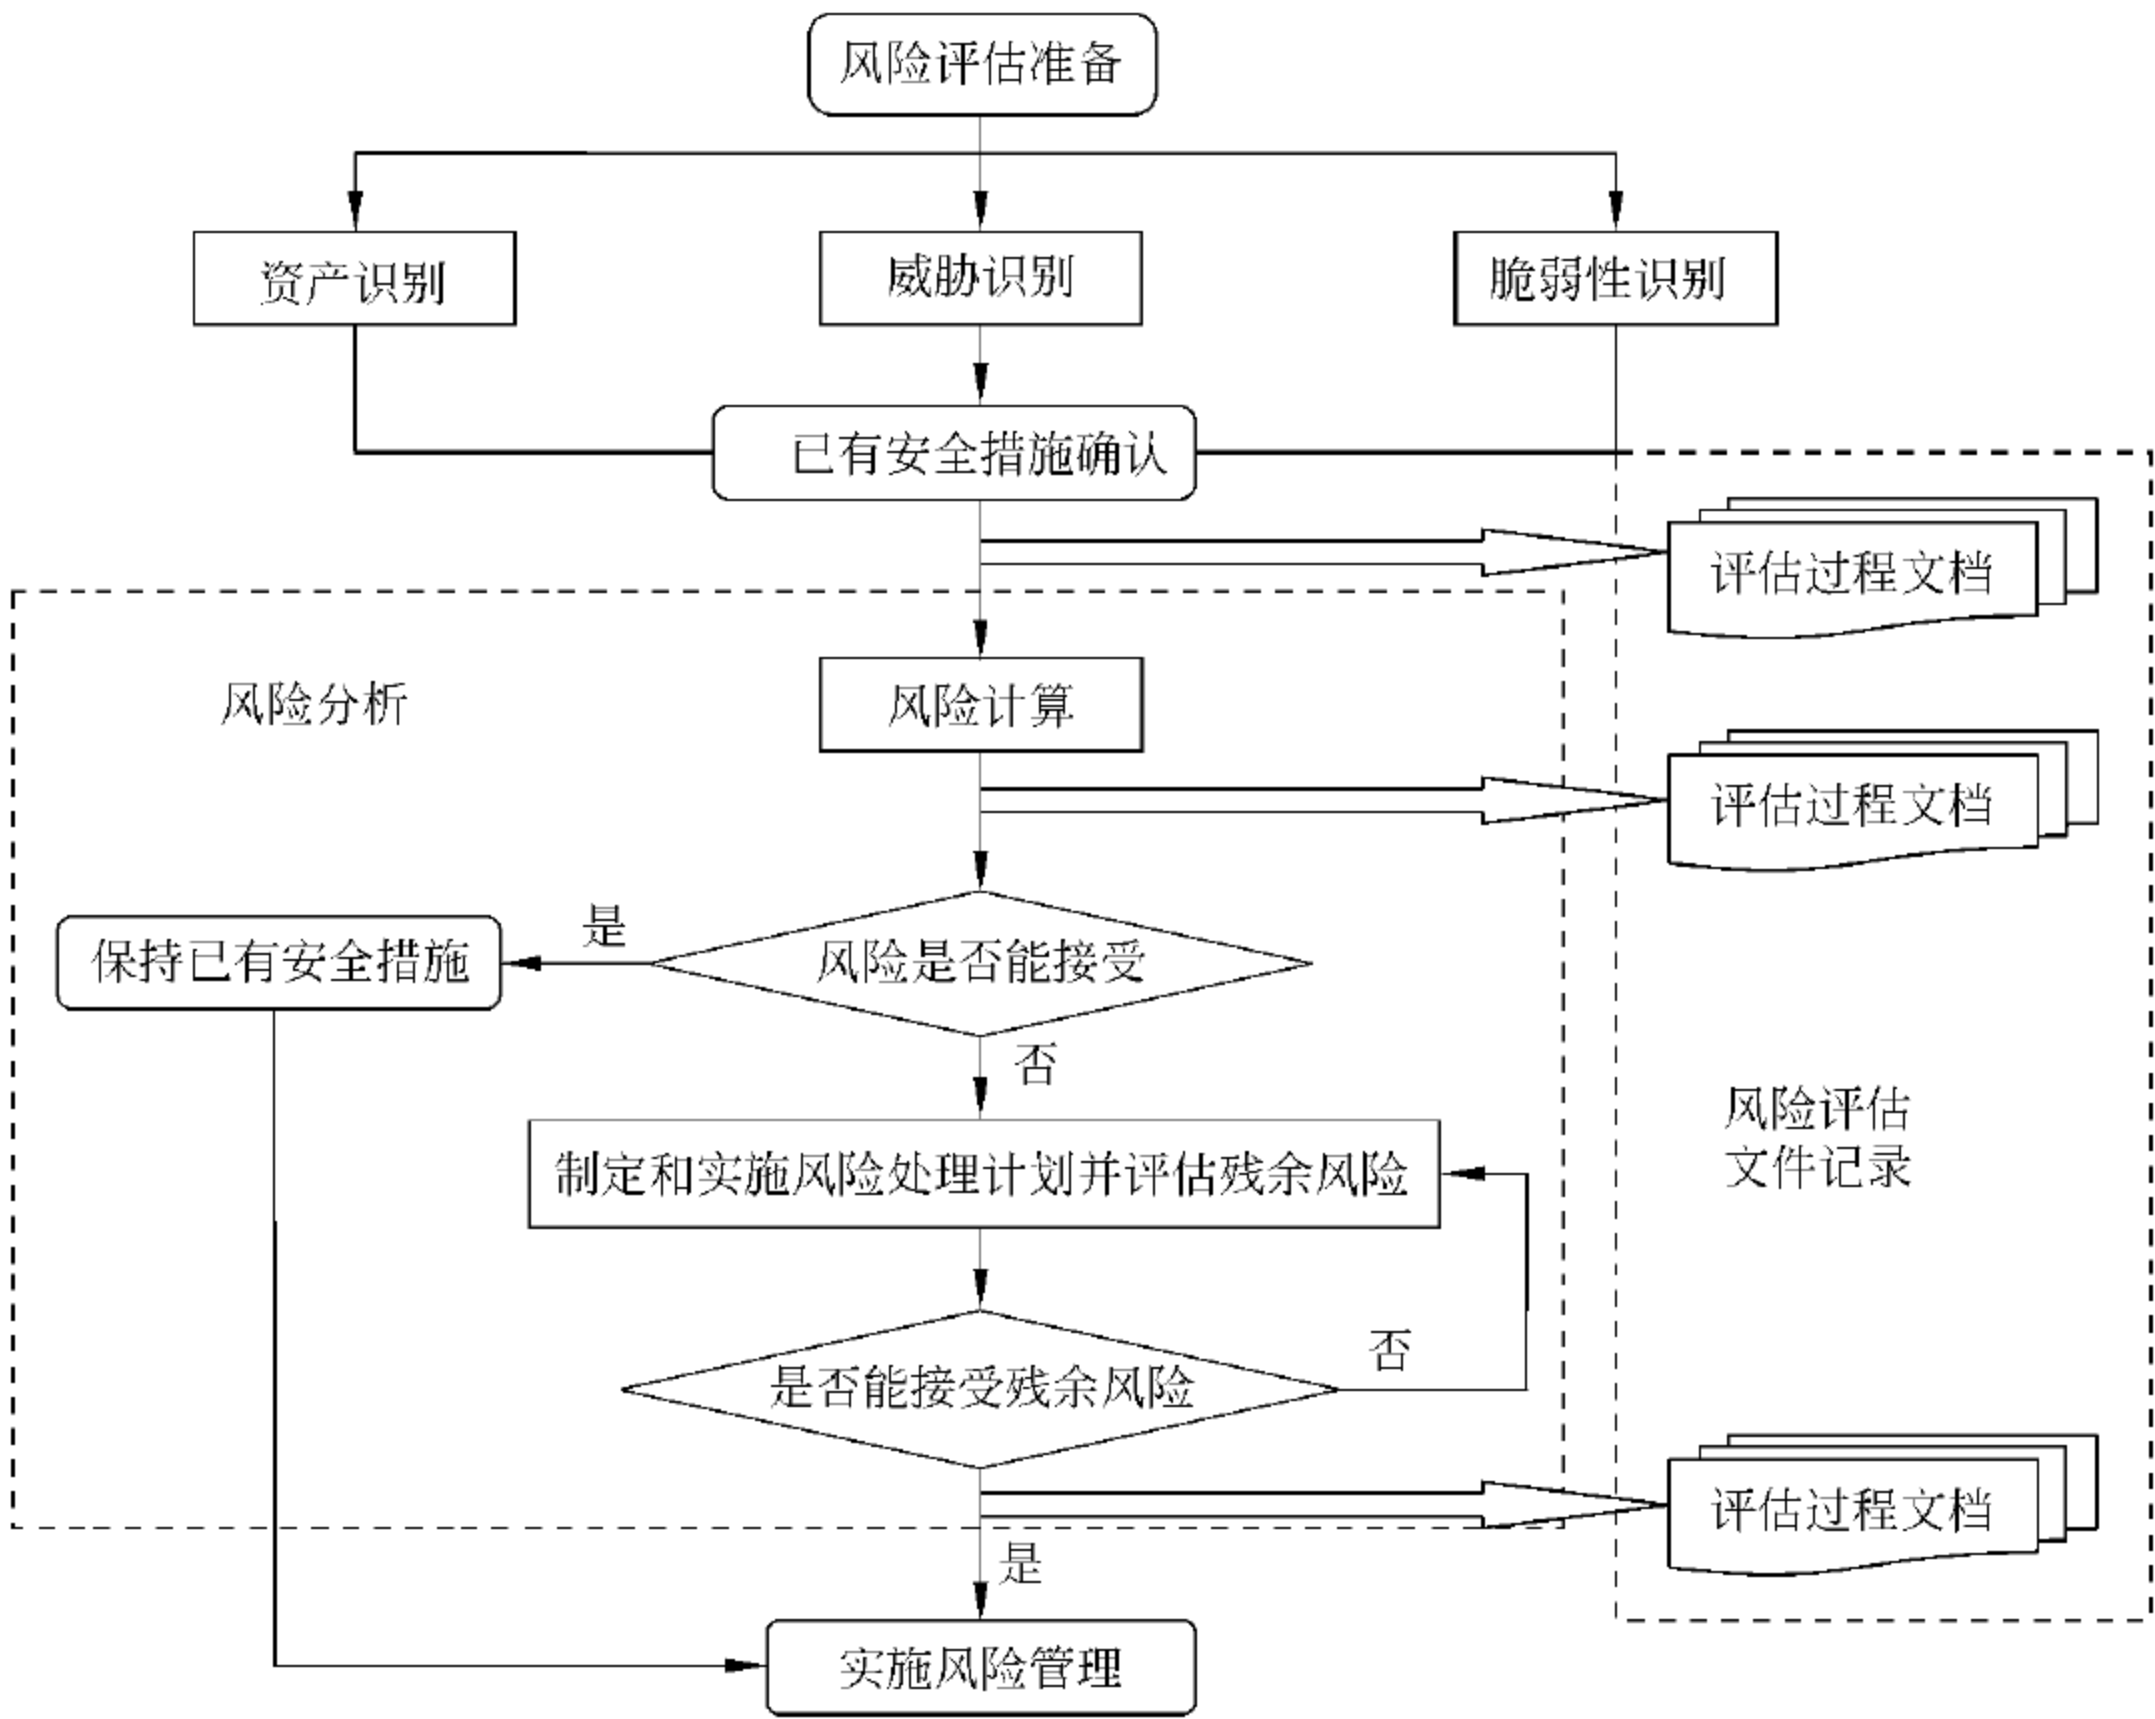 风险评估准备
资产识别
威胁识别
脆弱性识别
已有安全措施确认
评估过程文档
风险分析
风险计算
评估过程文档
是
保持已有安全措施
风险是否能接受
否
风险评估
文件记录
制定和实施风险处理计划并评估残余风险
否
是否能接受残余风险
评估过程文档
是
实施风险管理